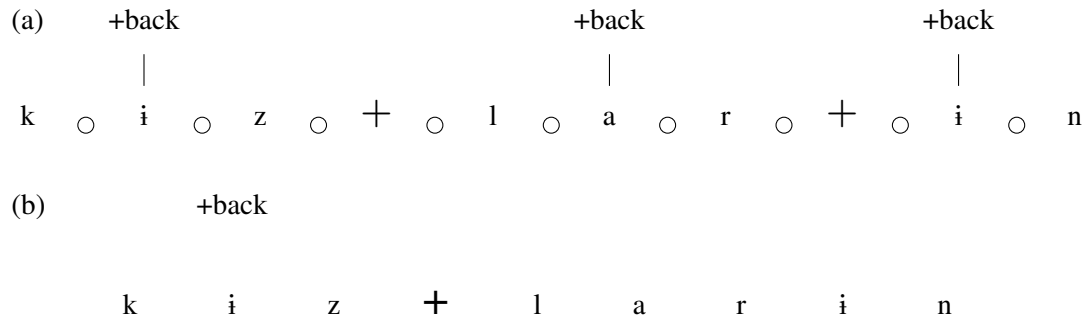 (a) +back +back +back
k ○ ɨ ○ z ○ + ○ l ○ a ○ r ○ + ○ ɨ ○ n
(b) +back
k ɨ z + l a r ɨ n